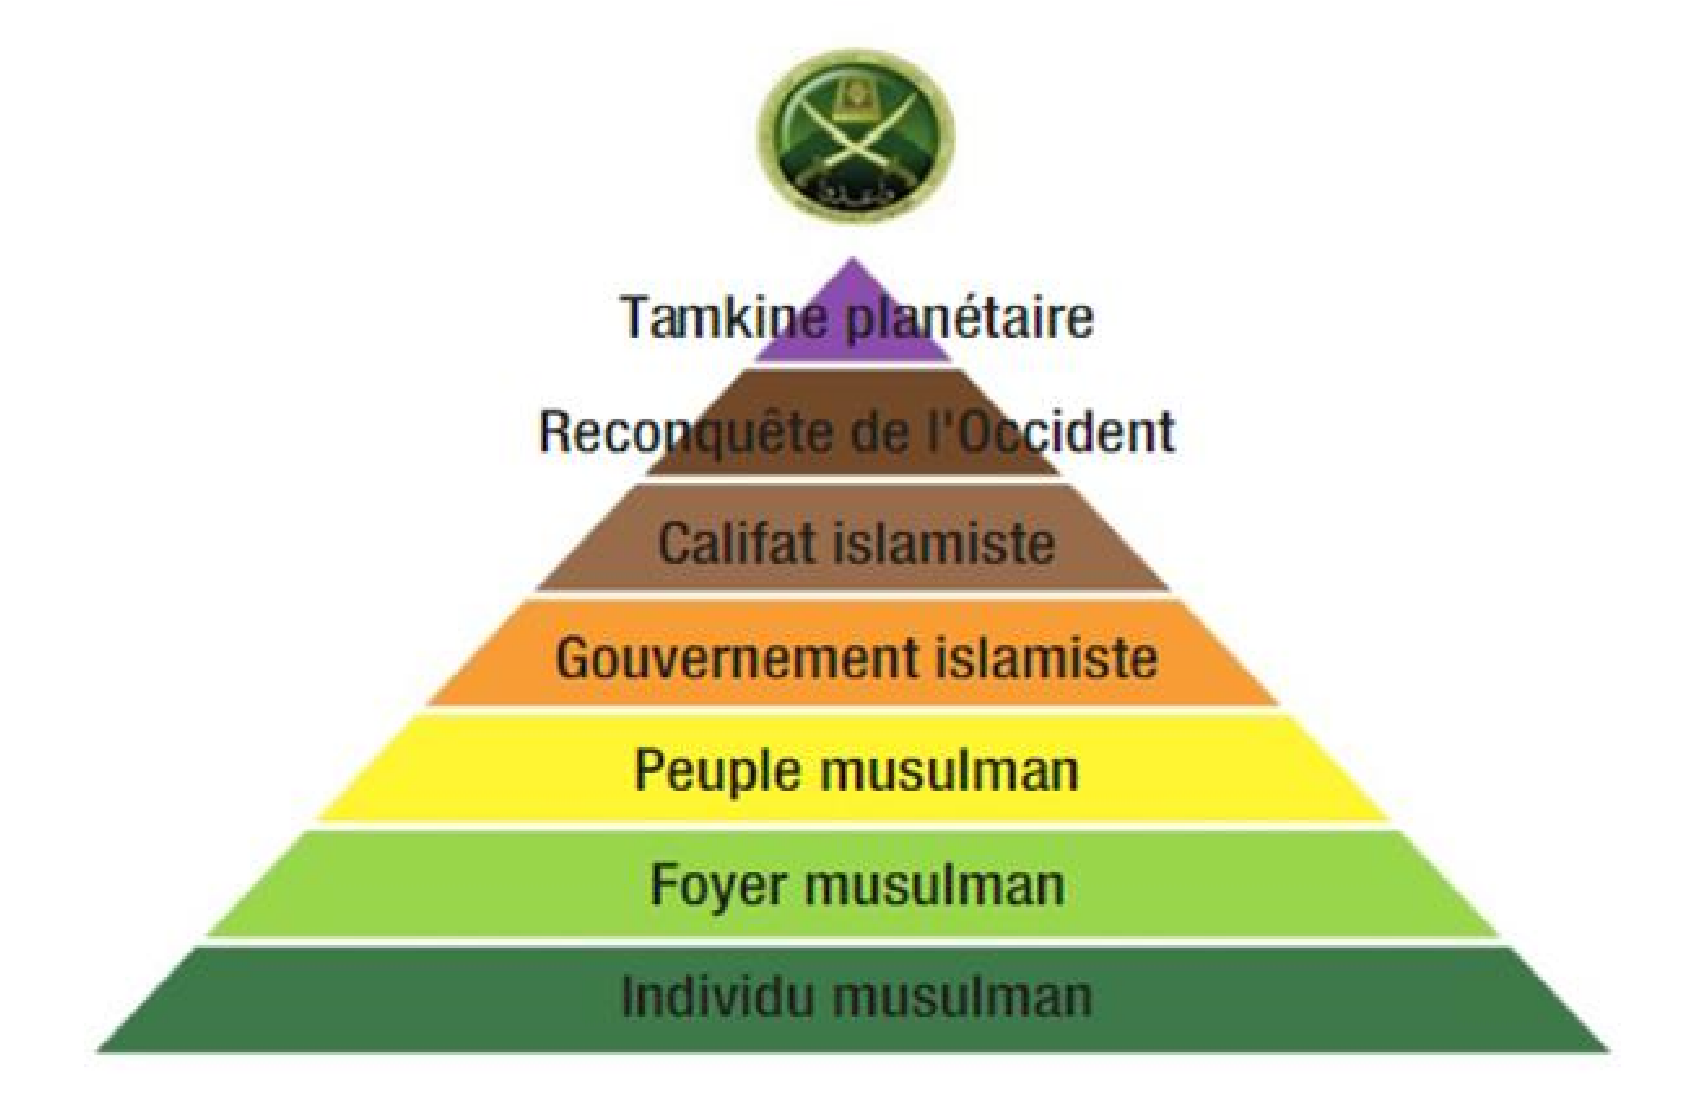 Tamkine planétaire
Reconquête de l'Occident
Califat islamiste
Gouvernement islamiste
Peuple musulman
Foyer musulman
Individu musulman